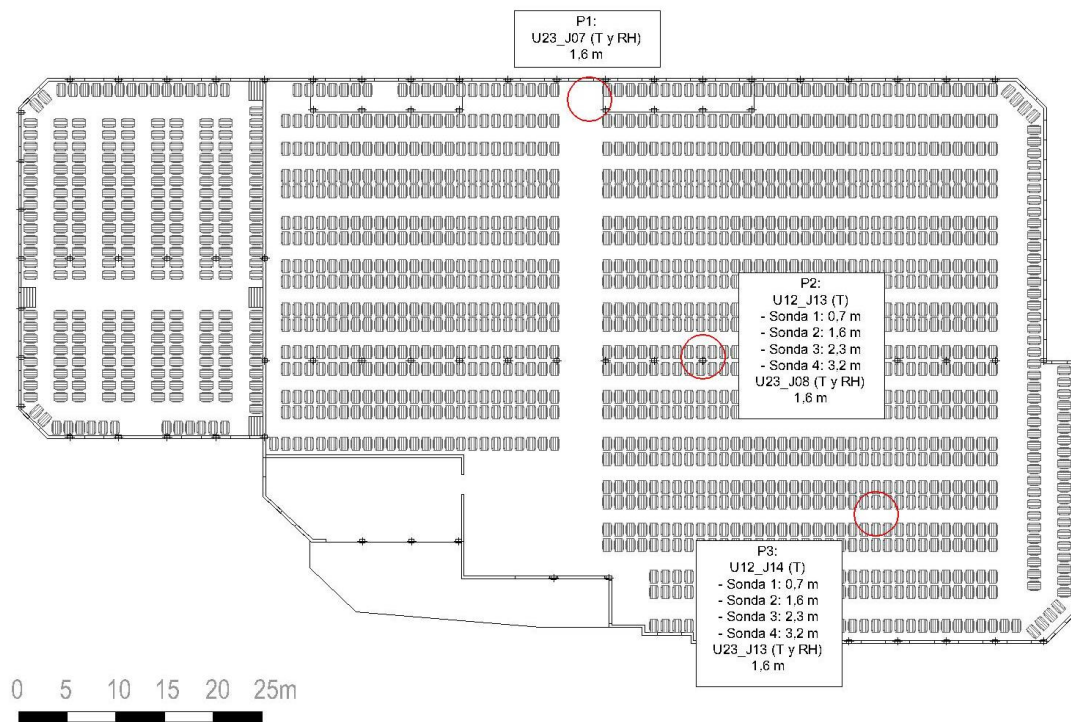 P1:
U23_J07 (T y RH)
1,6 m
P2:
U12_J13 (T)
- Sonda 1: 0,7 m
- Sonda 2: 1,6 m
- Sonda 3: 2,3 m
- Sonda 4: 3,2 m
U23_J08 (T y RH)
1,6 m
P3:
U12_J14 (T)
- Sonda 1: 0,7 m
- Sonda 2: 1,6 m
- Sonda 3: 2,3 m
- Sonda 4: 3,2 m
U23_J13 (T y RH)
1,6 m
0 5 10 15 20 25m